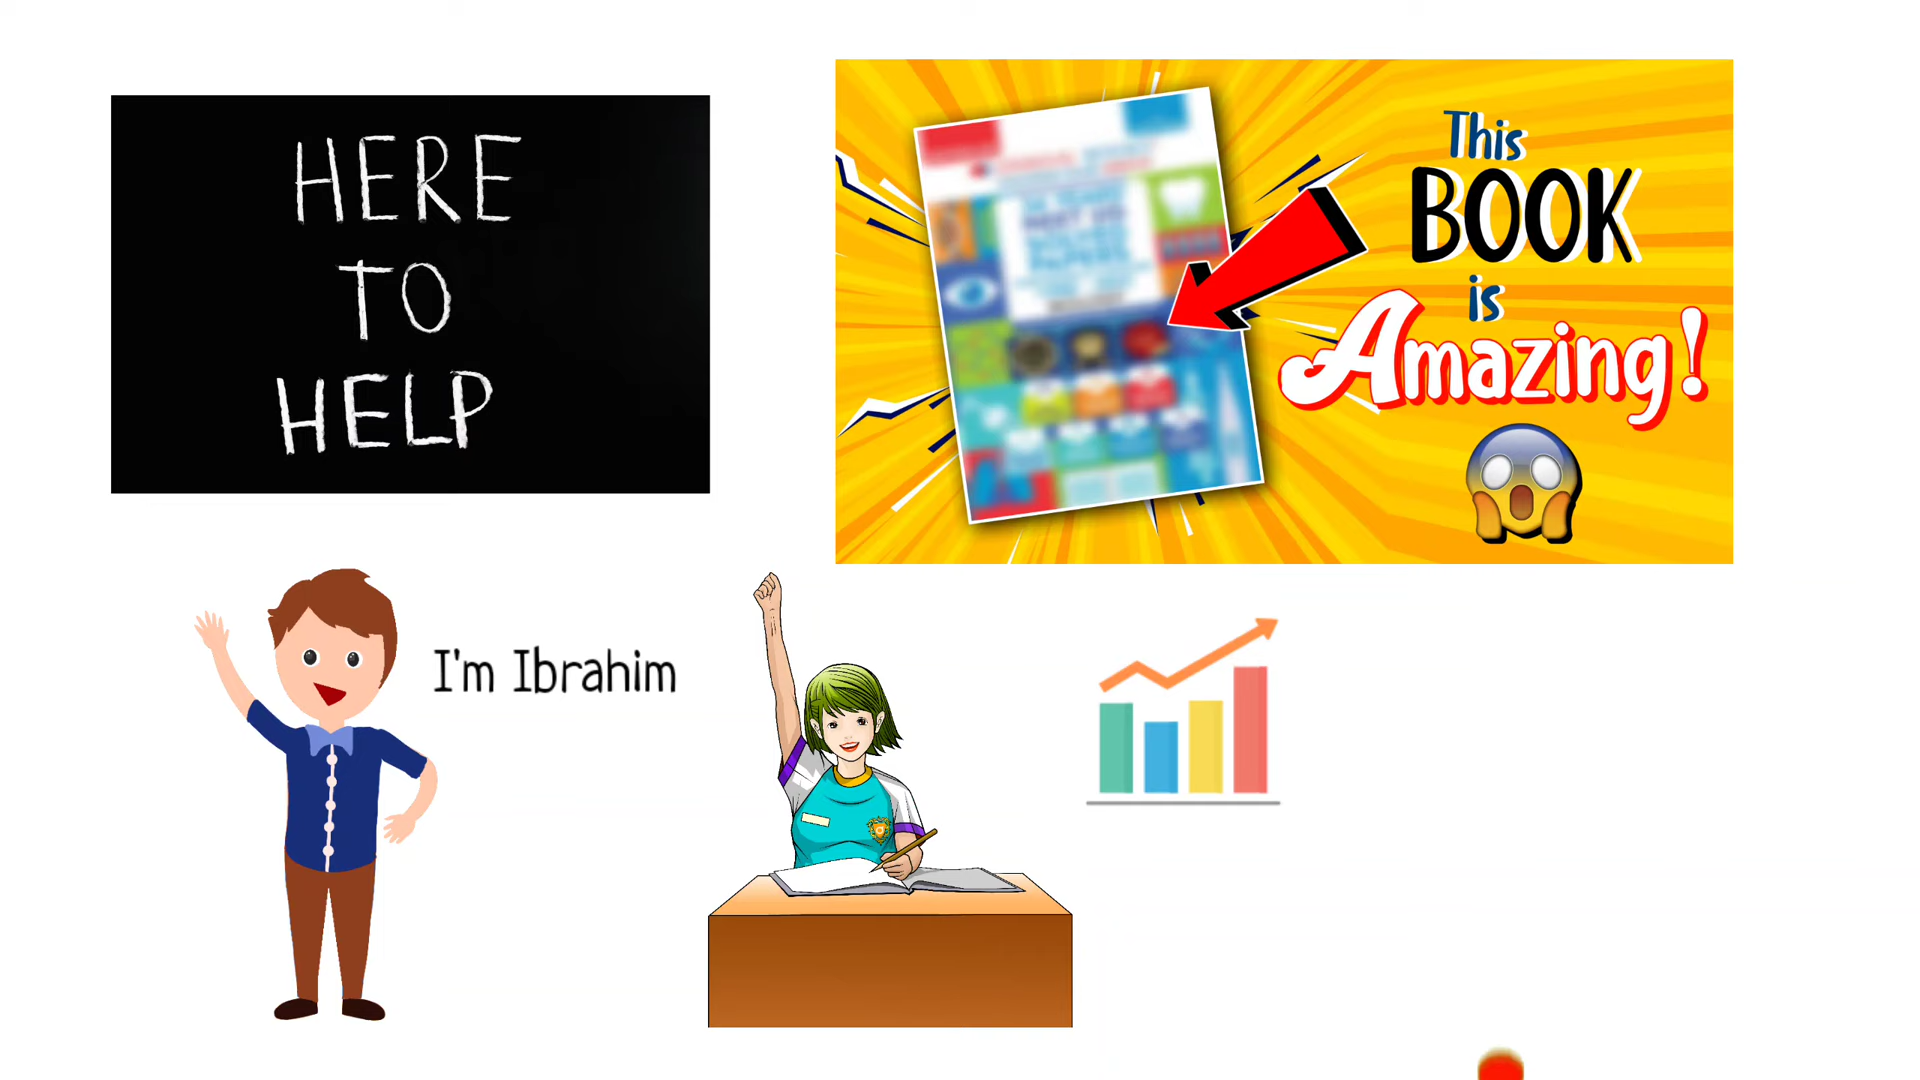 HERE
TO
HELP
This
BOOK
is
Amazing!
I'm Ibrahim